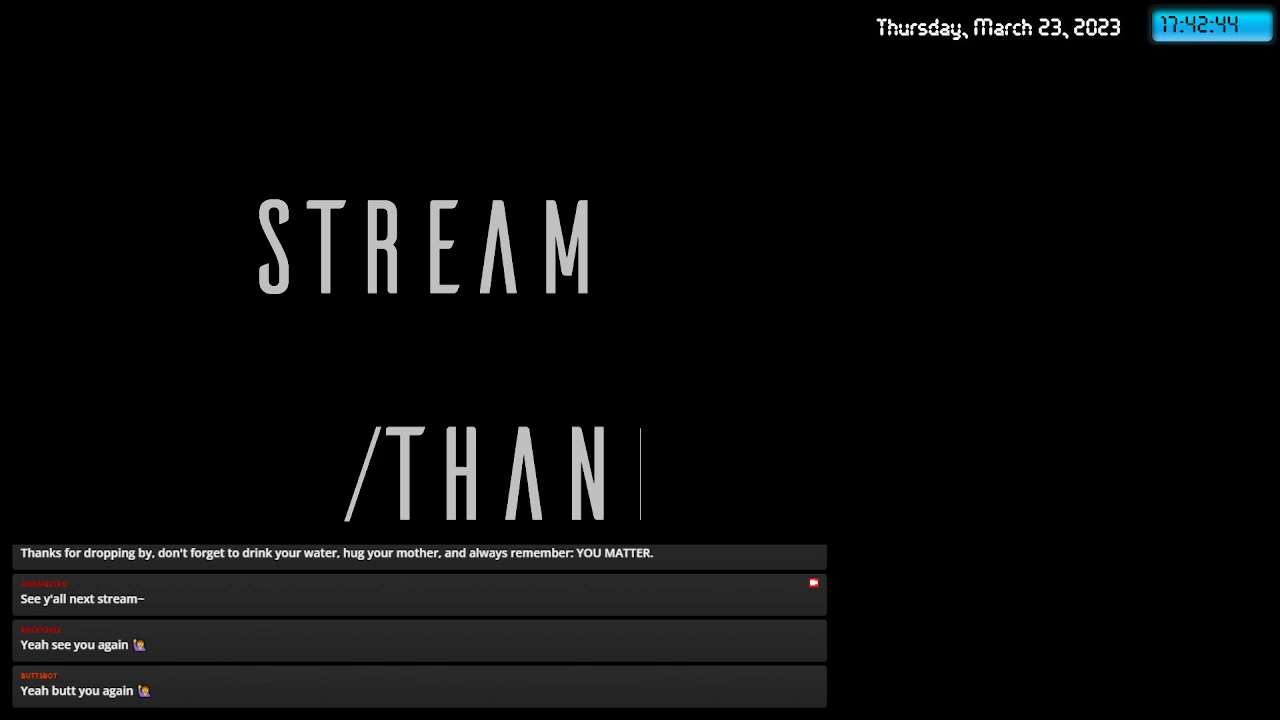 Thursday, March 23, 2023
17:42:44
STREAM
/THAN
Thanks for dropping by, don't forget to drink your water, hug your mother, and always remember: YOU MATTER.
See y'all next stream~
Yeah see you again 🙋
BUTTSBOT
Yeah butt you again 🙋